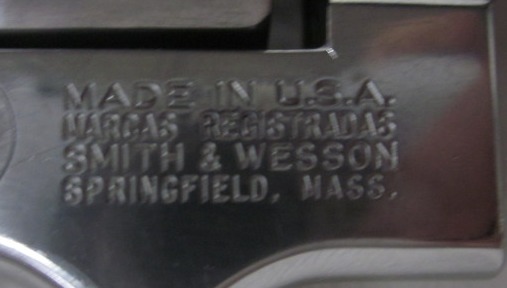 MADE IN U.S.A.
MARCAS REGISTRADAS
SMITH & WESSON
SPRINGFIELD, MASS.